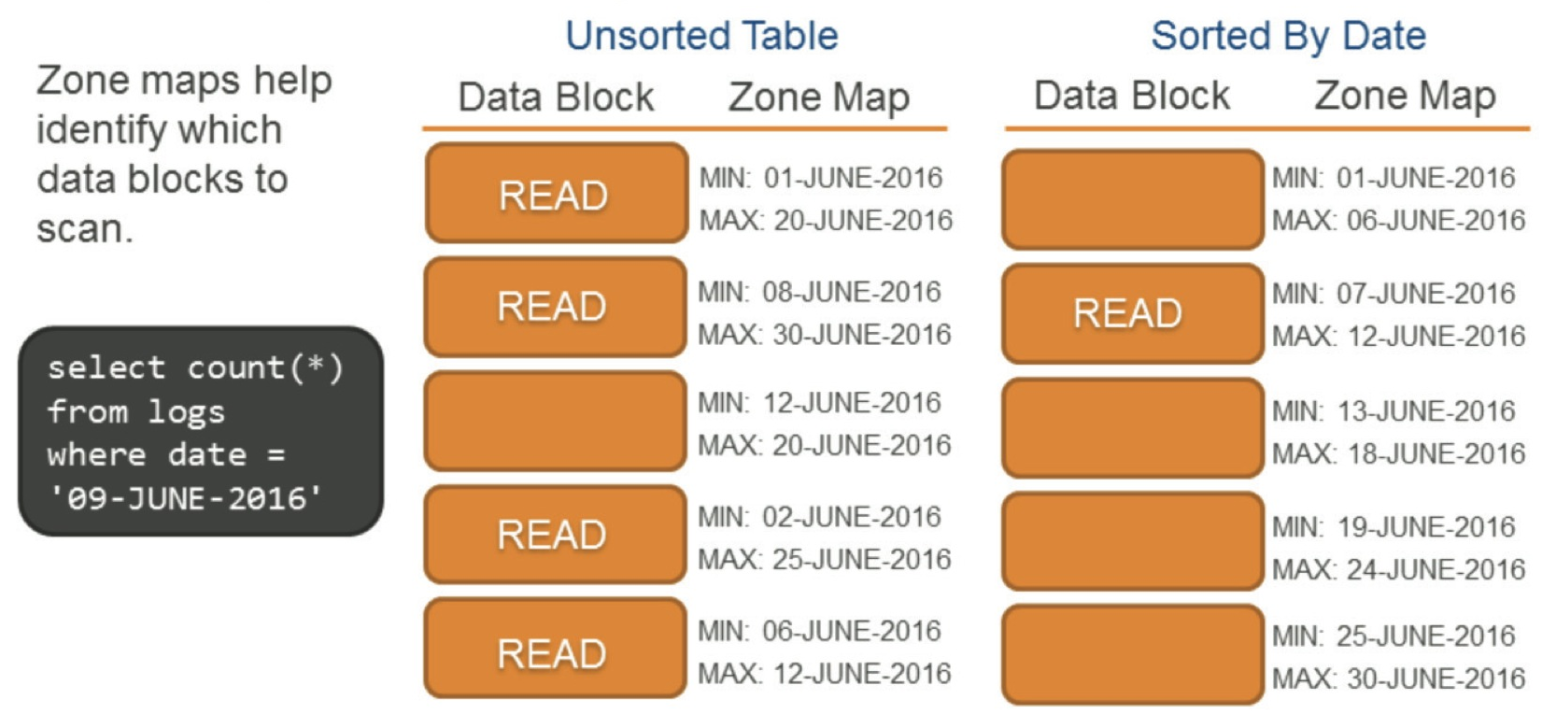 Zone maps help
identify which
data blocks to
scan.
select count(*)
from logs
where date =
'09-JUNE-2016'
Unsorted Table
Data Block Zone Map
READ MIN: 01-JUNE-2016
MAX: 20-JUNE-2016
READ MIN: 08-JUNE-2016
MAX: 30-JUNE-2016
MIN: 12-JUNE-2016
MAX: 20-JUNE-2016
READ MIN: 02-JUNE-2016
MAX: 25-JUNE-2016
READ MIN: 06-JUNE-2016
MAX: 12-JUNE-2016
Sorted By Date
Data Block Zone Map
MIN: 01-JUNE-2016
MAX: 06-JUNE-2016
READ MIN: 07-JUNE-2016
MAX: 12-JUNE-2016
MIN: 13-JUNE-2016
MAX: 18-JUNE-2016
MIN: 19-JUNE-2016
MAX: 24-JUNE-2016
MIN: 25-JUNE-2016
MAX: 30-JUNE-2016